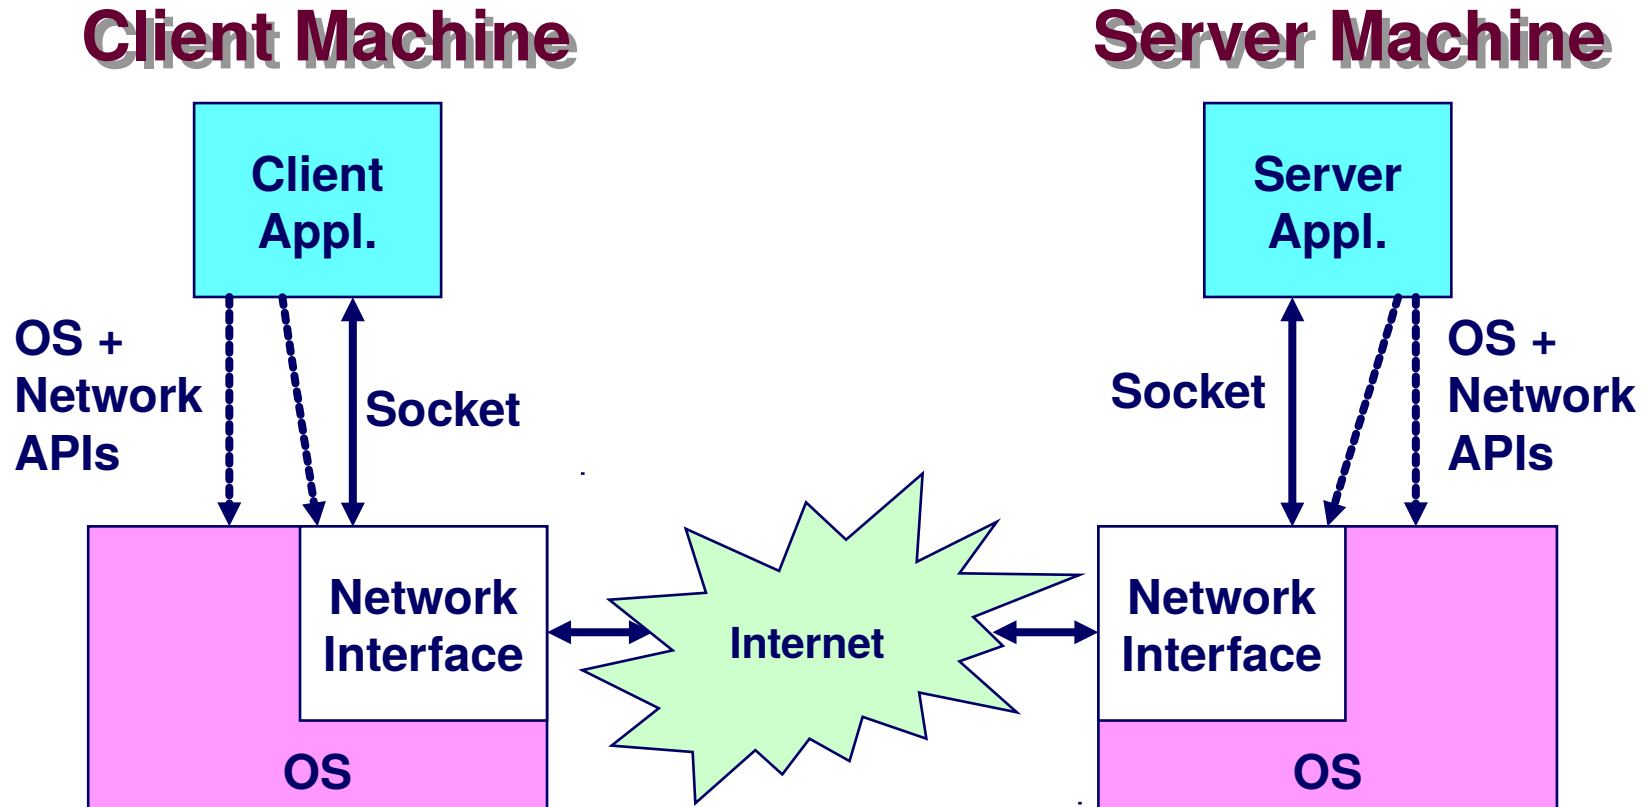 Client Machine
Server Machine
Client
Appl.
Server
Appl.
OS +
Network
APIs
Socket
Socket
OS +
Network
APIs
Network
Interface
Internet
Network
Interface
OS
OS